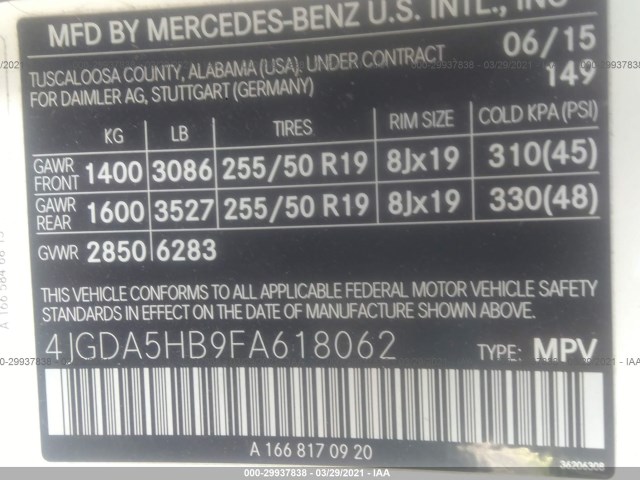 MFD BY MERCEDES-BENZ U.S. INTL., INC
06/15
TUSCALOOSA COUNTY, ALABAMA (USA). UNDER CONTRACT
149
FOR DAIMLER AG, STUTTGART (GERMANY)
KG LB TIRES RIM SIZE COLD KPA (PSI)
GAWR FRONT 1400 3086 255/50 R19 8Jx19 310(45)
GAWR REAR 1600 3527 255/50 R19 8Jx19 330(48)
GVWR 2850 6283
THIS VEHICLE CONFORMS TO ALL APPLICABLE FEDERAL MOTOR VEHICLE SAFETY
STANDARDS IN EFFECT ON THE DATE OF MANUFACTURE SHOWN ABOVE.
4JGDA5HB9FA618062 TYPE: MPV
A 166 817 09 20
36206308
000-29937838 - 03/29/2021 - IAA